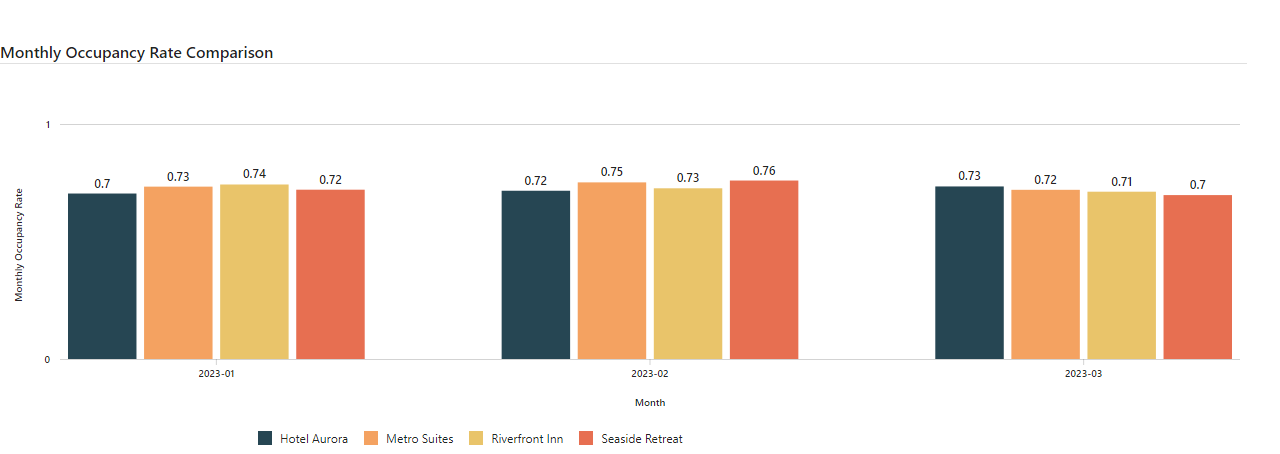 Monthly Occupancy Rate Comparison
1
0.7 0.73 0.74 0.72 0.72 0.75 0.73 0.76 0.73 0.72 0.71 0.7
Monthly Occupancy Rate
0
2023-01 2023-02 2023-03
Month
Hotel Aurora Metro Suites Riverfront Inn Seaside Retreat